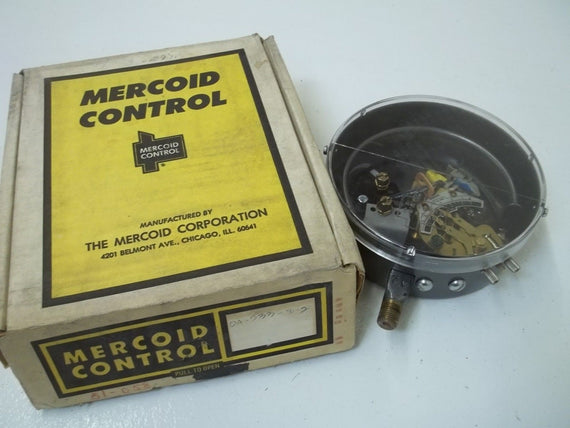 MERCOID
CONTROL
MERCOID
CONTROL
MANUFACTURED BY
THE MERCOID CORPORATION
4201 BELMONT AVE., CHICAGO, ILL. 60641
MERCOID
CONTROL
PULL TO OPEN